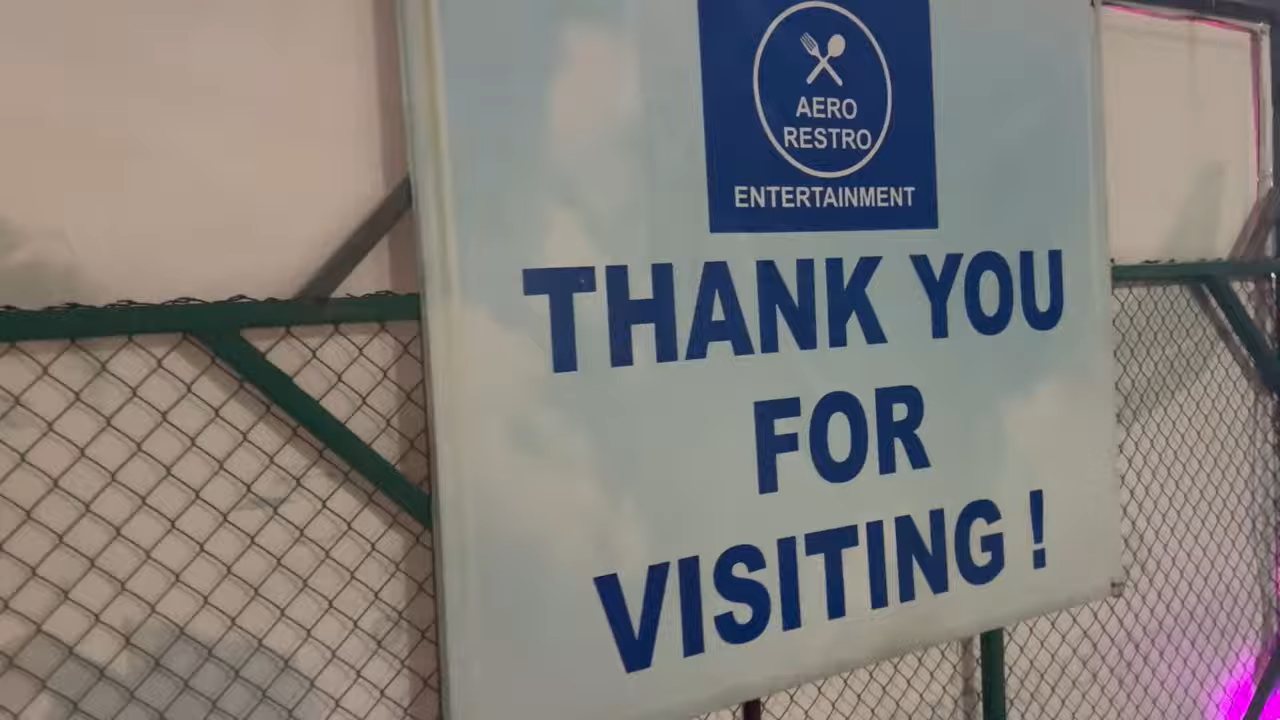 AERO
RESTRO
ENTERTAINMENT
THANK YOU
FOR
VISITING !